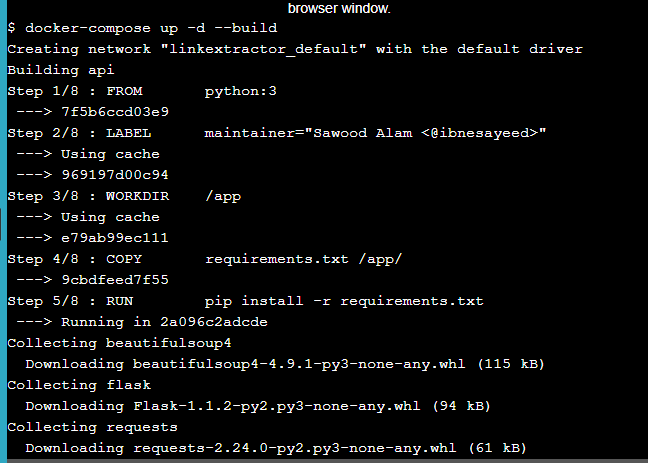 browser window.
$ docker-compose up -d --build
Creating network "linkextractor_default" with the default driver
Building api
Step 1/8 : FROM       python:3
 ---> 7f5b6ccd03e9
Step 2/8 : LABEL      maintainer="Sawood Alam <@ibnesayeed>"
 ---> Using cache
 ---> 969197d00c94
Step 3/8 : WORKDIR    /app
 ---> Using cache
 ---> e79ab99ec111
Step 4/8 : COPY       requirements.txt /app/
 ---> 9cbdfeed7f55
Step 5/8 : RUN        pip install -r requirements.txt
 ---> Running in 2a096c2adcde
Collecting beautifulsoup4
  Downloading beautifulsoup4-4.9.1-py3-none-any.whl (115 kB)
Collecting flask
  Downloading Flask-1.1.2-py2.py3-none-any.whl (94 kB)
Collecting requests
  Downloading requests-2.24.0-py2.py3-none-any.whl (61 kB)